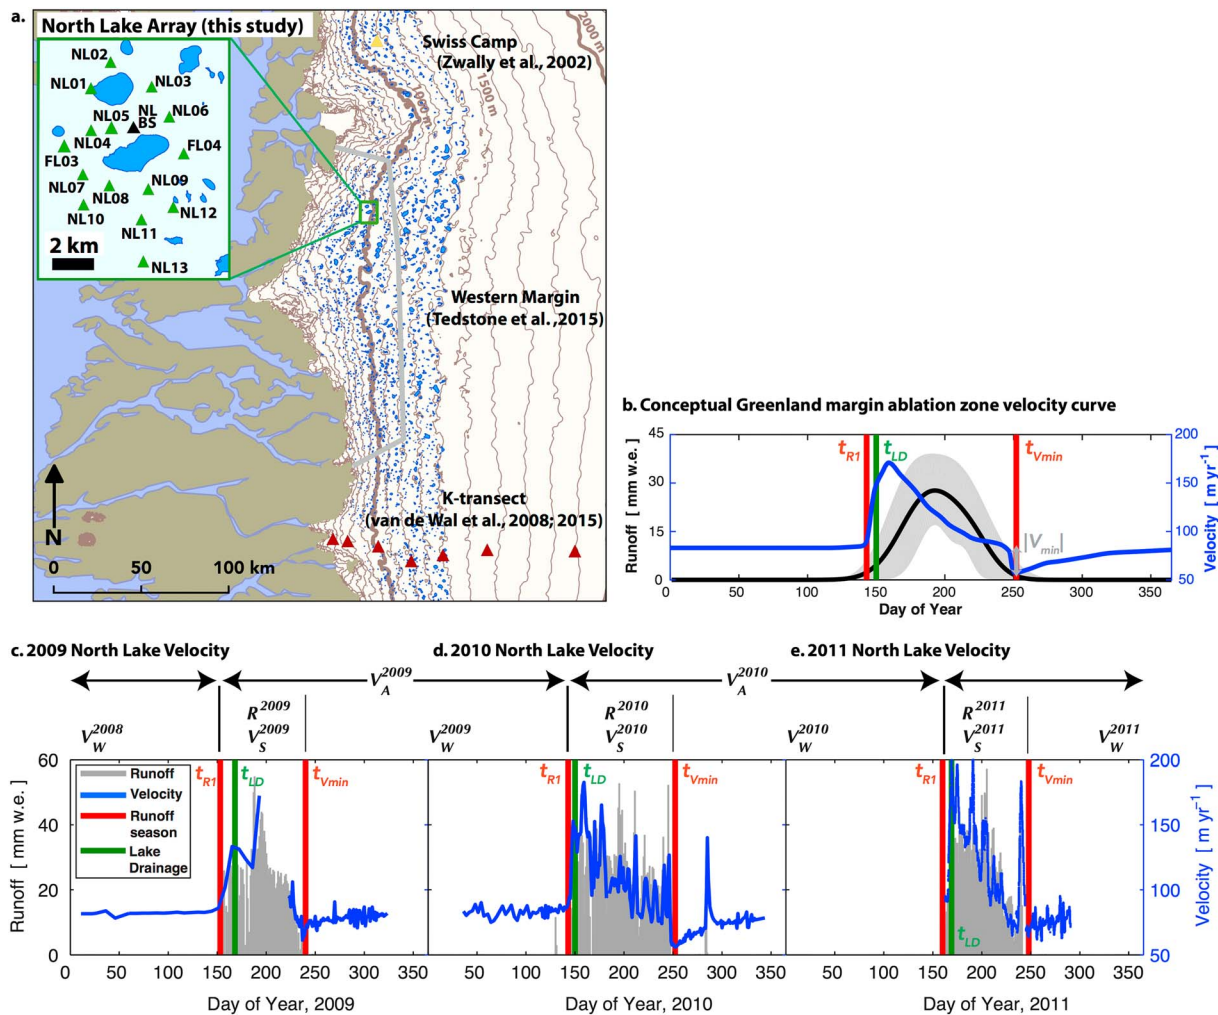 a.
North Lake Array (this study)
NL02
NL01
NL03
NL05
NL
BS
NL06
NL04
FL03
FL04
NL07
NL08
NL09
NL10
NL12
NL11
NL13
2 km
Swiss Camp
(Zwally et al., 2002)
2000 m
1500 m
1000 m
Western Margin
(Tedstone et al., 2015)
K-transect
(van de Wal et al., 2008; 2015)
N
0 50 100 km
b. Conceptual Greenland margin ablation zone velocity curve
Runoff [ mm w.e. ]
45
30
15
0
t_R1
t_LD
t_Vmin
|V_min|
200
150
100
50
Velocity [ m yr⁻¹ ]
0 50 100 150 200 250 300 350
Day of Year
c. 2009 North Lake Velocity
d. 2010 North Lake Velocity
e. 2011 North Lake Velocity
V_A^2009
V_A^2010
R^2009
R^2010
R^2011
V_W^2008
V_S^2009
V_W^2009
V_S^2010
V_W^2010
V_S^2011
V_W^2011
Runoff [ mm w.e. ]
60
40
20
0
Runoff
Velocity
Runoff
season
Lake
Drainage
t_R1
t_LD
t_Vmin
t_R1
t_LD
t_Vmin
t_R1
t_LD
t_Vmin
200
150
100
50
Velocity [ m yr⁻¹ ]
0 50 100 150 200 250 300 350
50 100 150 200 250 300 350
50 100 150 200 250 300 350
Day of Year, 2009
Day of Year, 2010
Day of Year, 2011